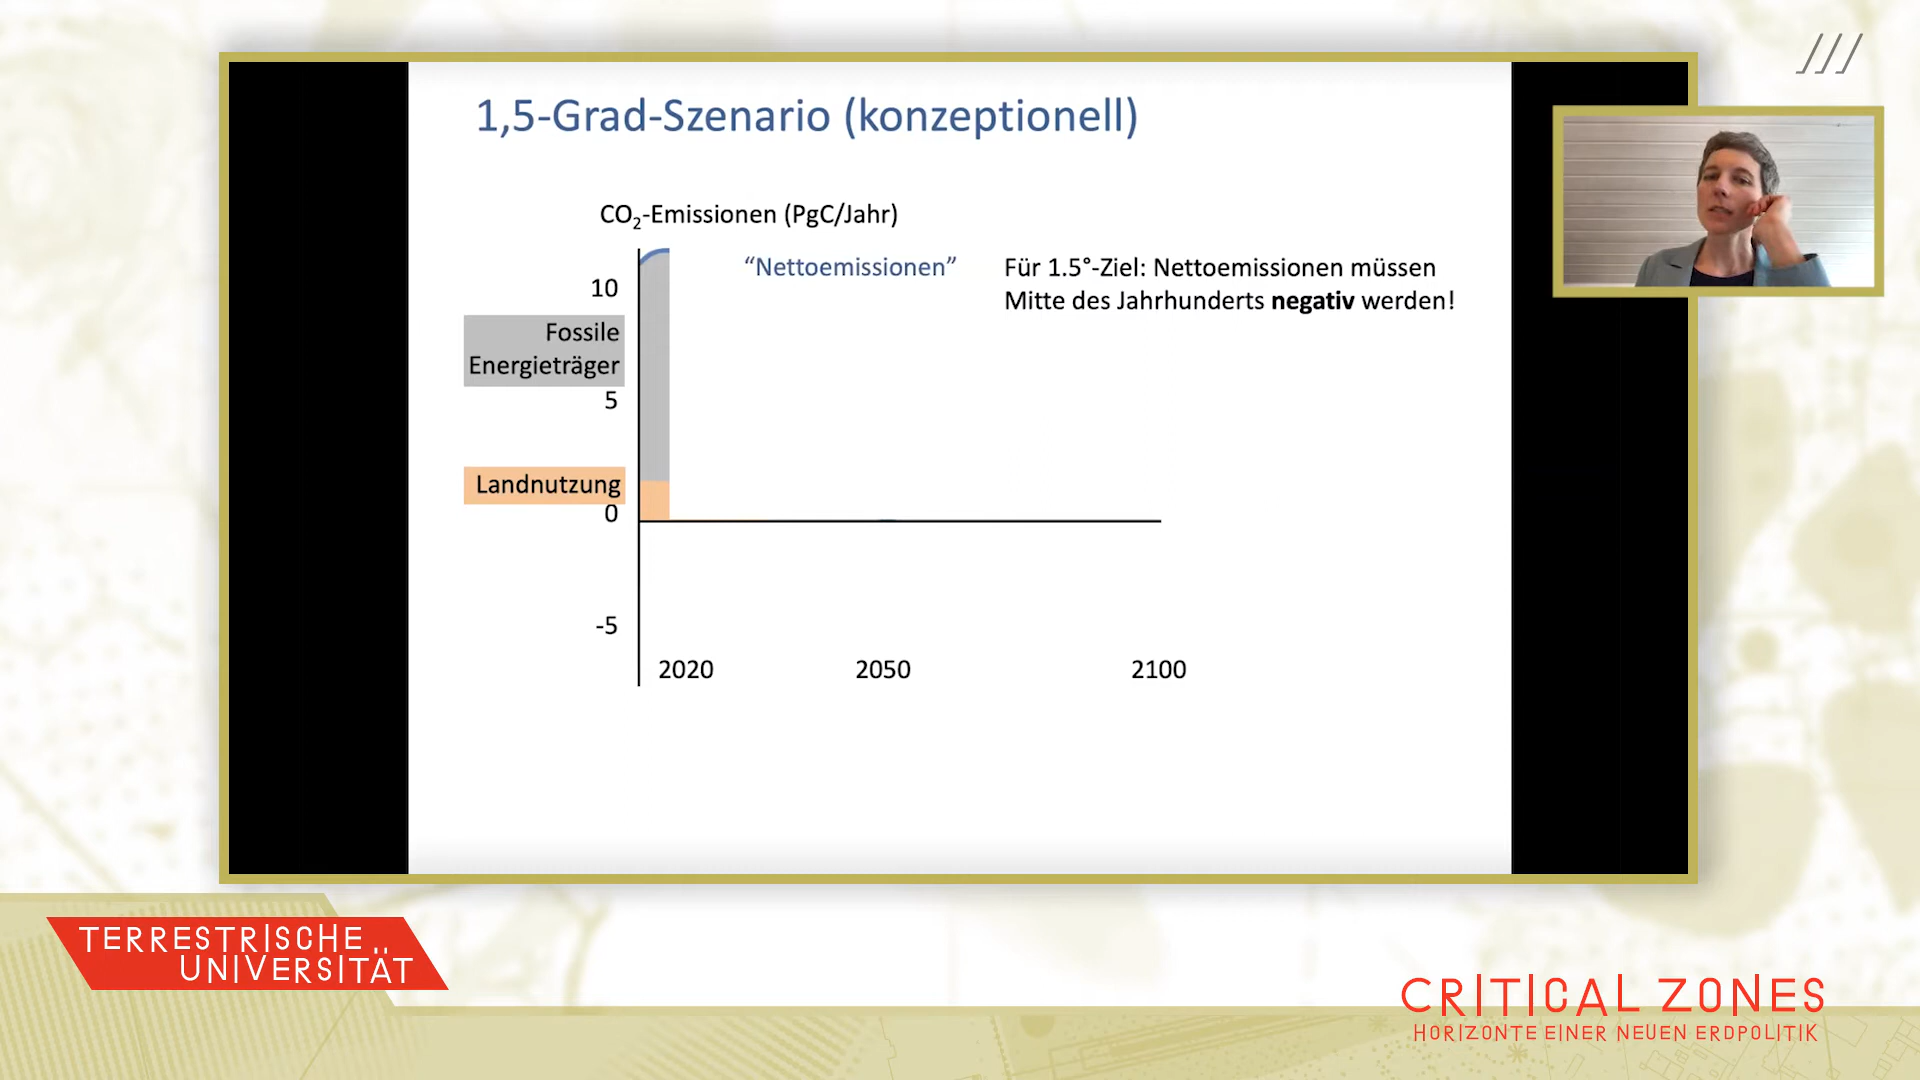 1,5-Grad-Szenario (konzeptionell)
CO₂-Emissionen (PgC/Jahr)
“Nettoemissionen”
Für 1.5°-Ziel: Nettoemissionen müssen
Mitte des Jahrhunderts negativ werden!
10
Fossile
Energieträger
5
Landnutzung
0
-5
2020 2050 2100
TERRESTRISCHE
UNIVERSITÄT
CRITICAL ZONES
HORIZONTE EINER NEUEN ERDPOLITIK